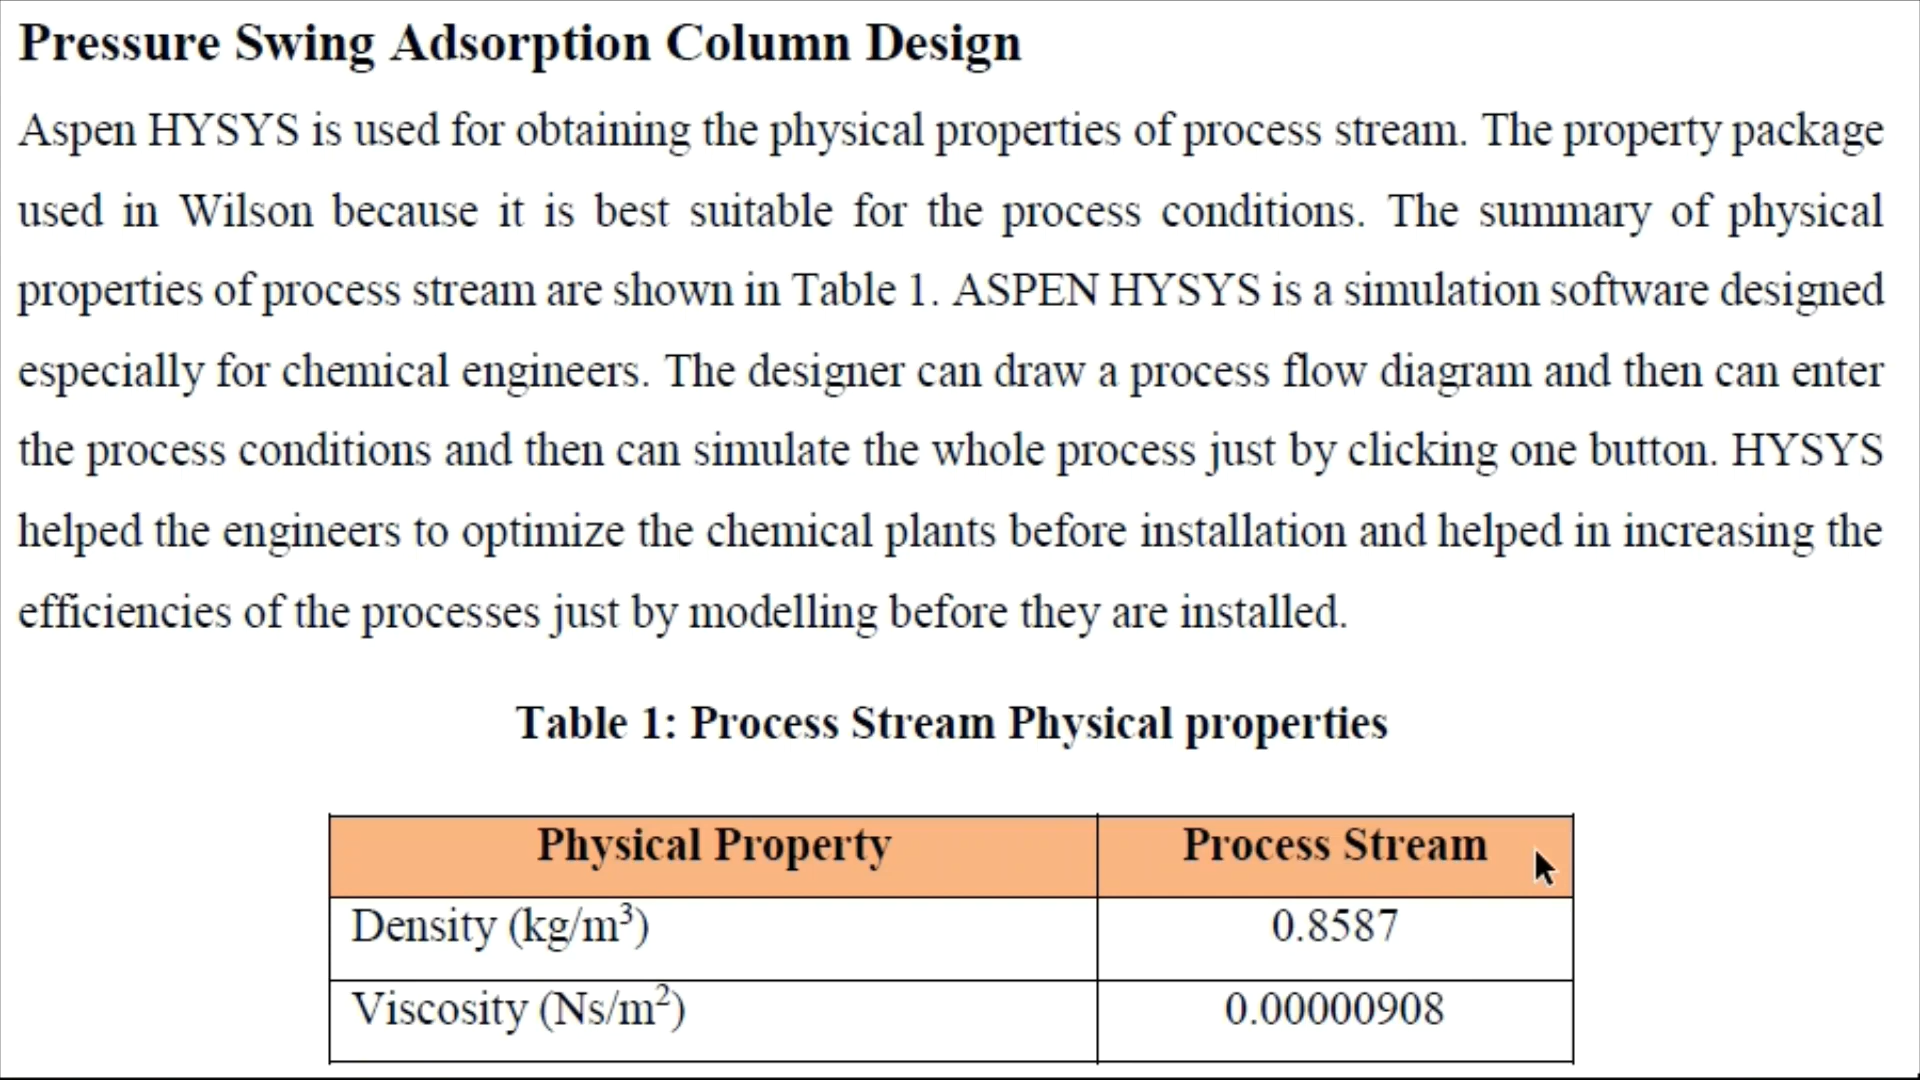 Pressure Swing Adsorption Column Design
Aspen HYSYS is used for obtaining the physical properties of process stream. The property package
used in Wilson because it is best suitable for the process conditions. The summary of physical
properties of process stream are shown in Table 1. ASPEN HYSYS is a simulation software designed
especially for chemical engineers. The designer can draw a process flow diagram and then can enter
the process conditions and then can simulate the whole process just by clicking one button. HYSYS
helped the engineers to optimize the chemical plants before installation and helped in increasing the
efficiencies of the processes just by modelling before they are installed.
Table 1: Process Stream Physical properties
Physical Property Process Stream
Density (kg/m³) 0.8587
Viscosity (Ns/m²) 0.00000908